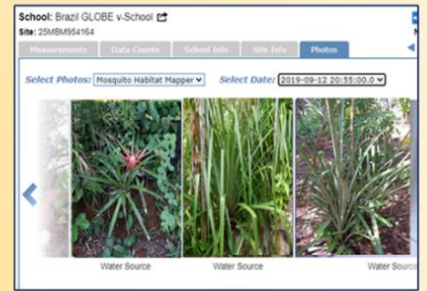 School: Brazil GLOBE v-School
Site: 25MBM954164
Measurements Data Counts School Info Site Info Photos
Select Photos: Mosquito Habitat Mapper Select Date: 2019-09-12 20:55:00.0
Water Source Water Source Water Source